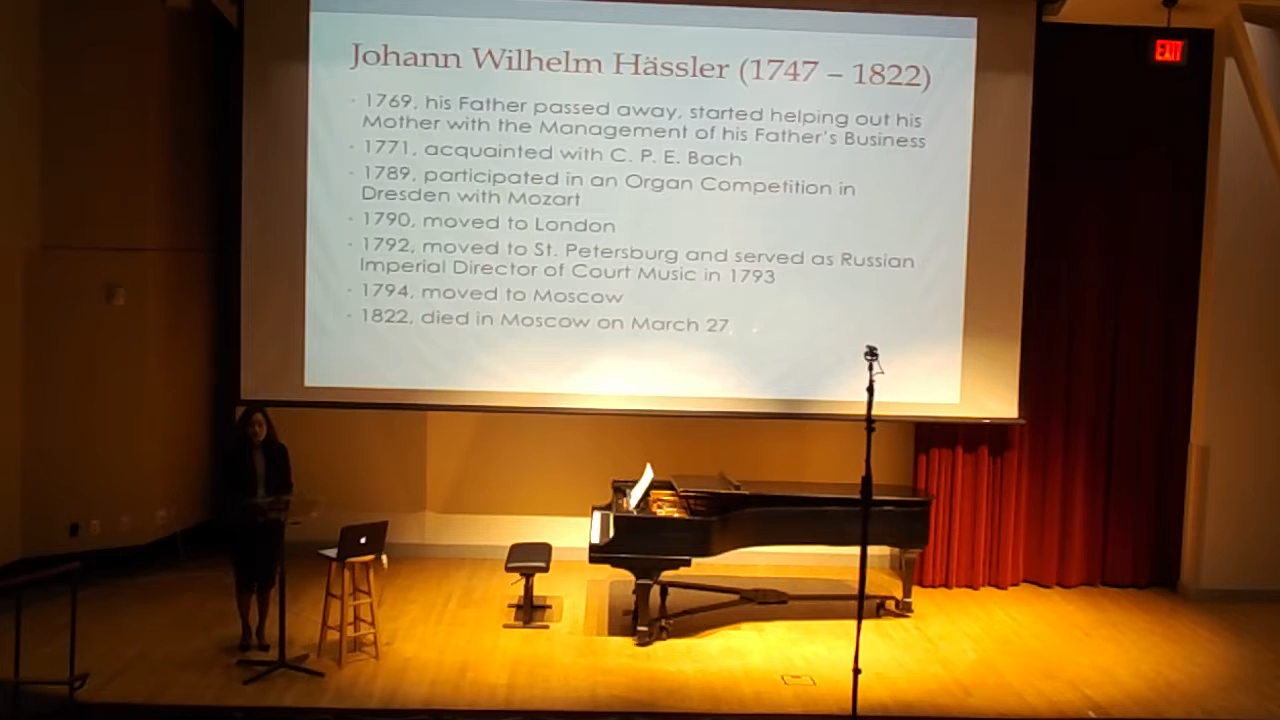 Johann Wilhelm Hässler (1747 – 1822)
· 1769, his Father passed away, started helping out his
Mother with the Management of his Father's Business
· 1771, acquainted with C. P. E. Bach
· 1789, participated in an Organ Competition in
Dresden with Mozart
· 1790, moved to London
· 1792, moved to St. Petersburg and served as Russian
Imperial Director of Court Music in 1793
· 1794, moved to Moscow
· 1822, died in Moscow on March 27.
EXIT